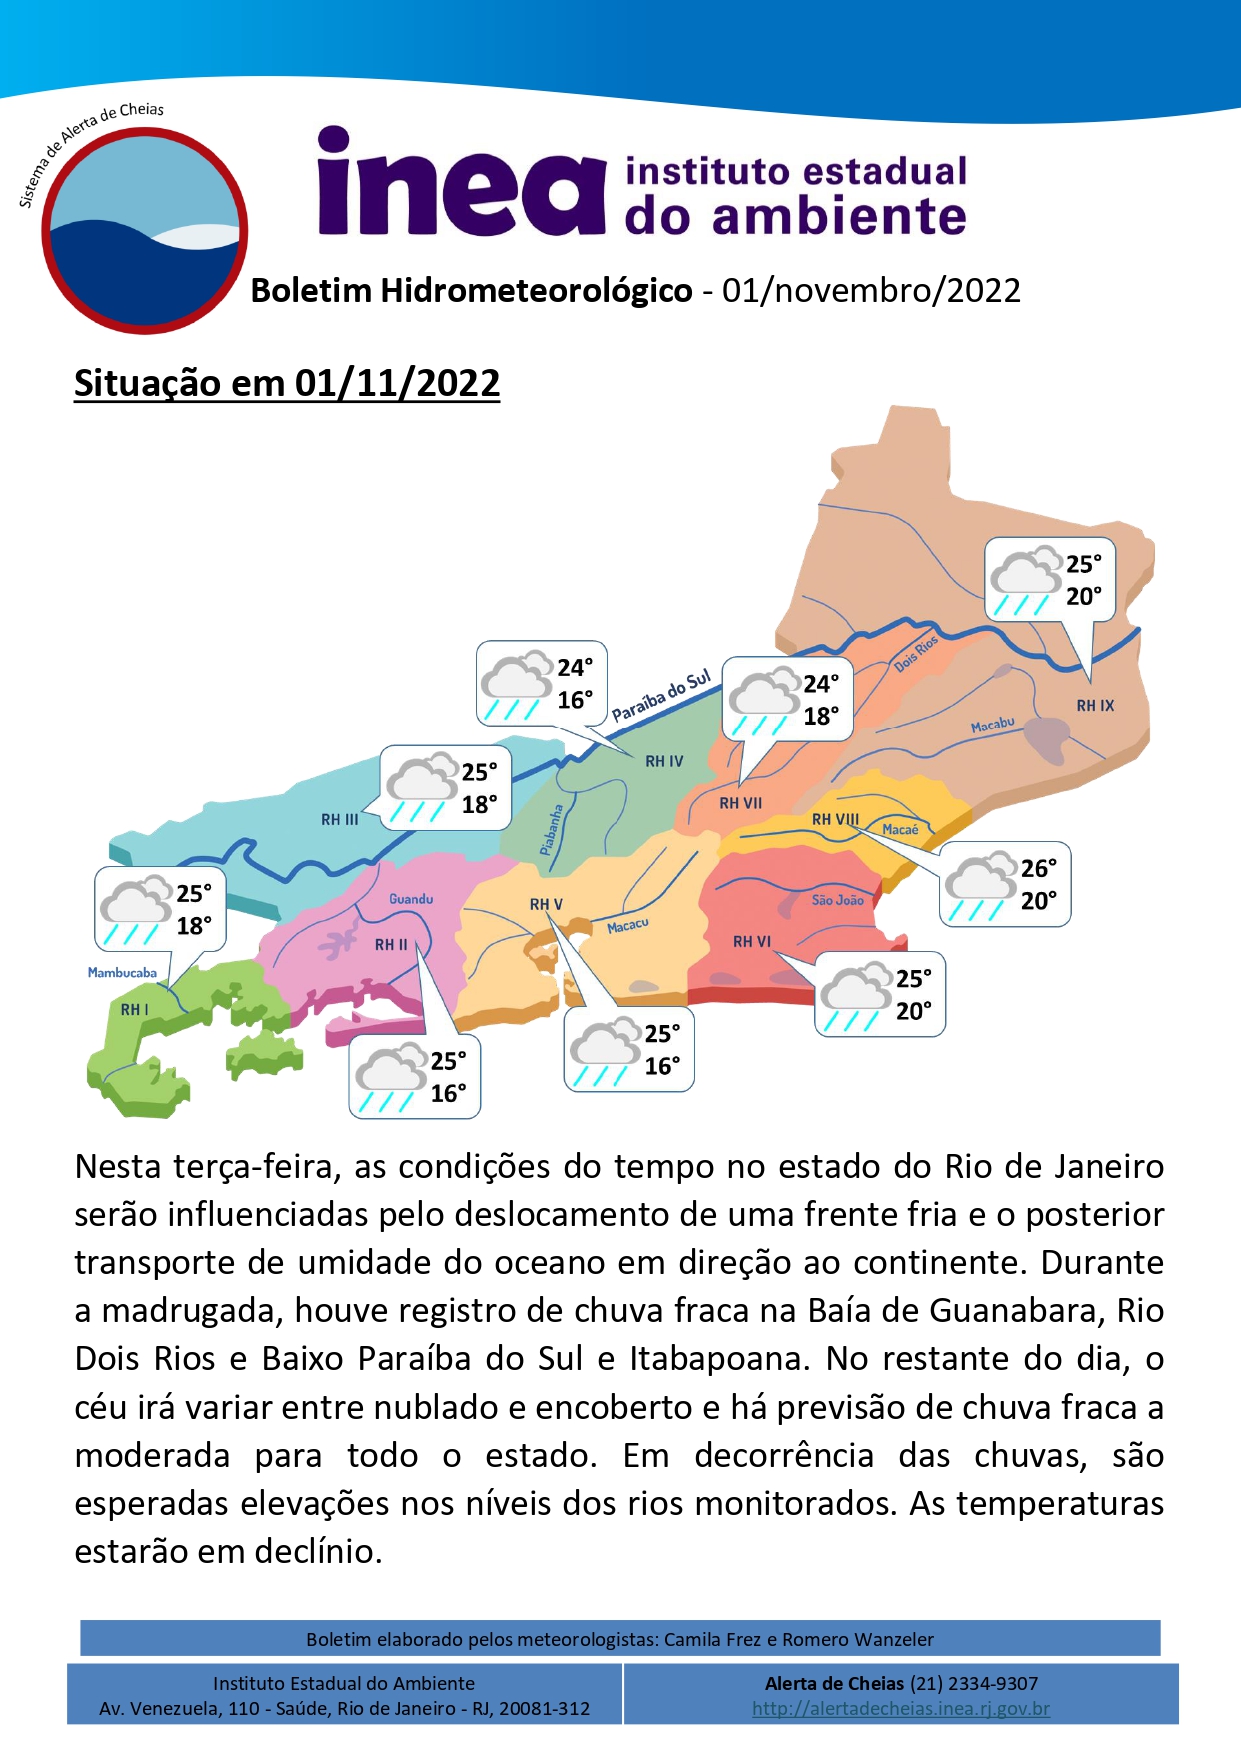 Sistema de Alerta de Cheias
inea instituto estadual
do ambiente
Boletim Hidrometeorológico - 01/novembro/2022
Situação em 01/11/2022
25°
20°
24°
16°
Paraíba do Sul
Dois Rios
24°
18°
RH IX
Macabu
RH IV
25°
18°
RH III
RH VII
Piabanha
RH VIII
Macaé
26°
20°
25°
18°
Guandu
RH V
São João
Macacu
RH II
RH VI
Mambucaba
RH I
25°
20°
25°
16°
25°
16°
Nesta terça-feira, as condições do tempo no estado do Rio de Janeiro
serão influenciadas pelo deslocamento de uma frente fria e o posterior
transporte de umidade do oceano em direção ao continente. Durante
a madrugada, houve registro de chuva fraca na Baía de Guanabara, Rio
Dois Rios e Baixo Paraíba do Sul e Itabapoana. No restante do dia, o
céu irá variar entre nublado e encoberto e há previsão de chuva fraca a
moderada para todo o estado. Em decorrência das chuvas, são
esperadas elevações nos níveis dos rios monitorados. As temperaturas
estarão em declínio.
Boletim elaborado pelos meteorologistas: Camila Frez e Romero Wanzeler
Instituto Estadual do Ambiente
Av. Venezuela, 110 - Saúde, Rio de Janeiro - RJ, 20081-312
Alerta de Cheias (21) 2334-9307
http://alertadecheias.inea.rj.gov.br